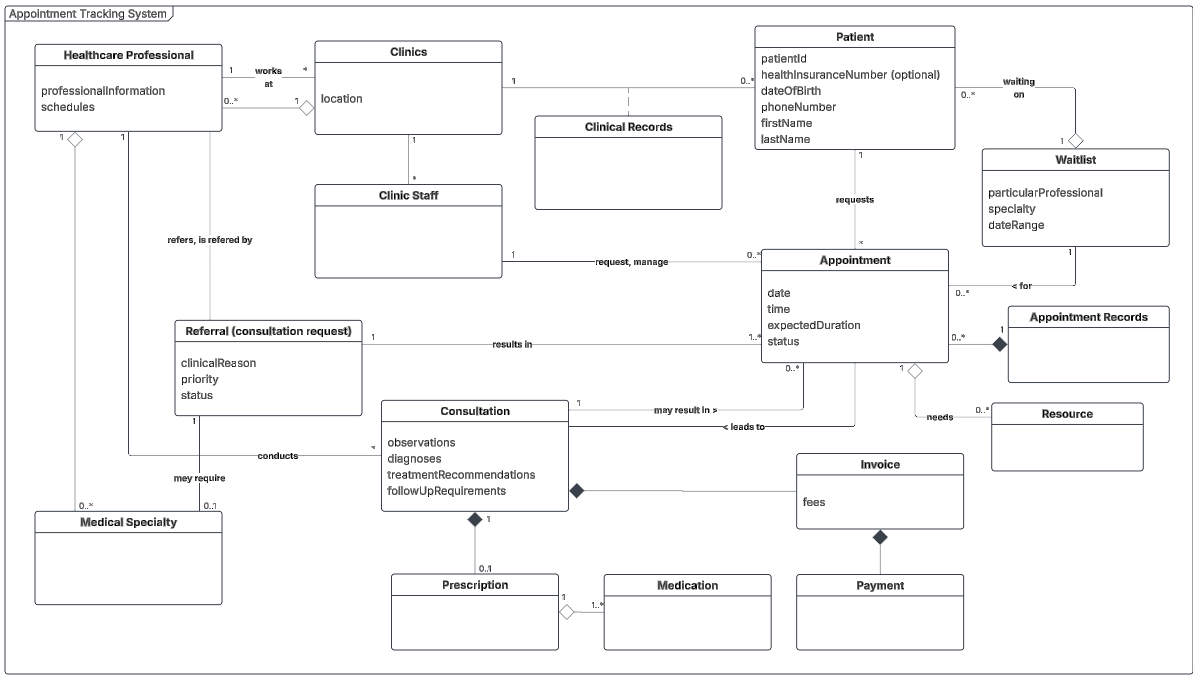 Appointment Tracking System
Healthcare Professional
professionalInformation
schedules
1
works
at
*
0..*
1
Clinics
location
1
0..*
Patient
patientId
healthInsuranceNumber (optional)
dateOfBirth
phoneNumber
firstName
lastName
waiting
on
0..*
1
Clinical Records
1
*
Clinic Staff
Waitlist
particularProfessional
specialty
dateRange
1
1
1
requests
*
refers, is refered by
1
request, manage
0..*
Appointment
date
time
expectedDuration
status
1
< for
0..*
Appointment Records
0..*
1
Referral (consultation request)
clinicalReason
priority
status
1
results in
1..*
0..*
1
needs
0..*
Resource
Consultation
observations
diagnoses
treatmentRecommendations
followUpRequirements
1
may result in >
< leads to
*
conducts
1
mey require
0..*
0..1
Medical Specialty
Invoice
fees
1
0..1
Prescription
1
1..*
Medication
Payment